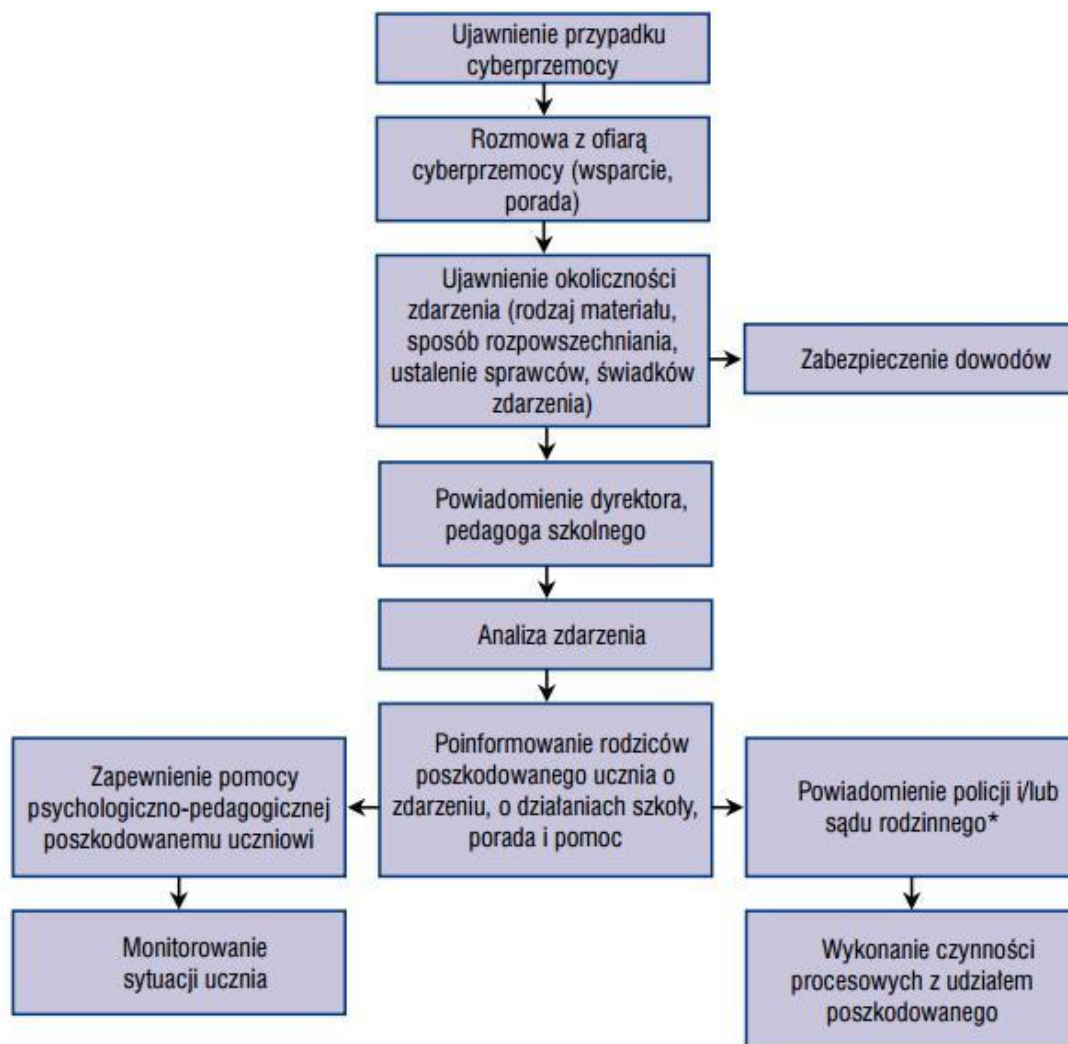 Ujawnienie przypadku
cyberprzemocy
Rozmowa z ofiarą
cyberprzemocy (wsparcie,
porada)
Ujawnienie okoliczności
zdarzenia (rodzaj materiału,
sposób rozpowszechniania,
ustalenie sprawców, świadków
zdarzenia)
Zabezpieczenie dowodów
Powiadomienie dyrektora,
pedagoga szkolnego
Analiza zdarzenia
Poinformowanie rodziców
poszkodowanego ucznia o
zdarzeniu, o działaniach szkoły,
porada i pomoc
Zapewnienie pomocy
psychologiczno-pedagogicznej
poszkodowanemu uczniowi
Monitorowanie
sytuacji ucznia
Powiadomienie policji i/lub
sądu rodzinnego*
Wykonanie czynności
procesowych z udziałem
poszkodowanego